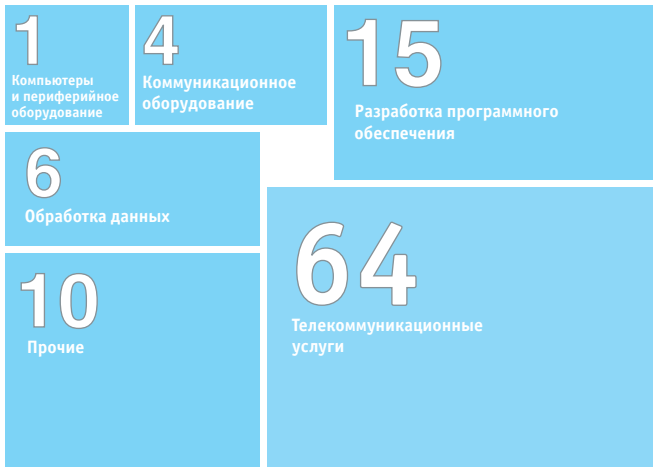 1
Компьютеры
и периферийное
оборудование
4
Коммуникационное
оборудование
15
Разработка программного
обеспечения
6
Обработка данных
10
Прочие
64
Телекоммуникационные
услуги